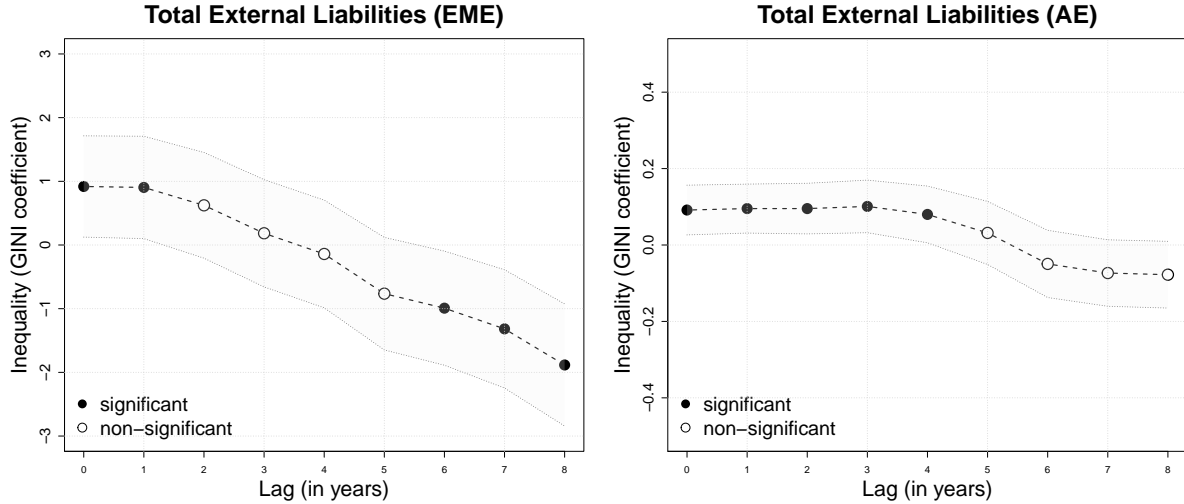 Total External Liabilities (EME)
Inequality (GINI coefficient)
3
2
1
0
−1
−2
−3
significant
non−significant
0 1 2 3 4 5 6 7 8
Lag (in years)
Total External Liabilities (AE)
Inequality (GINI coefficient)
0.4
0.2
0.0
−0.2
−0.4
significant
non−significant
0 1 2 3 4 5 6 7 8
Lag (in years)